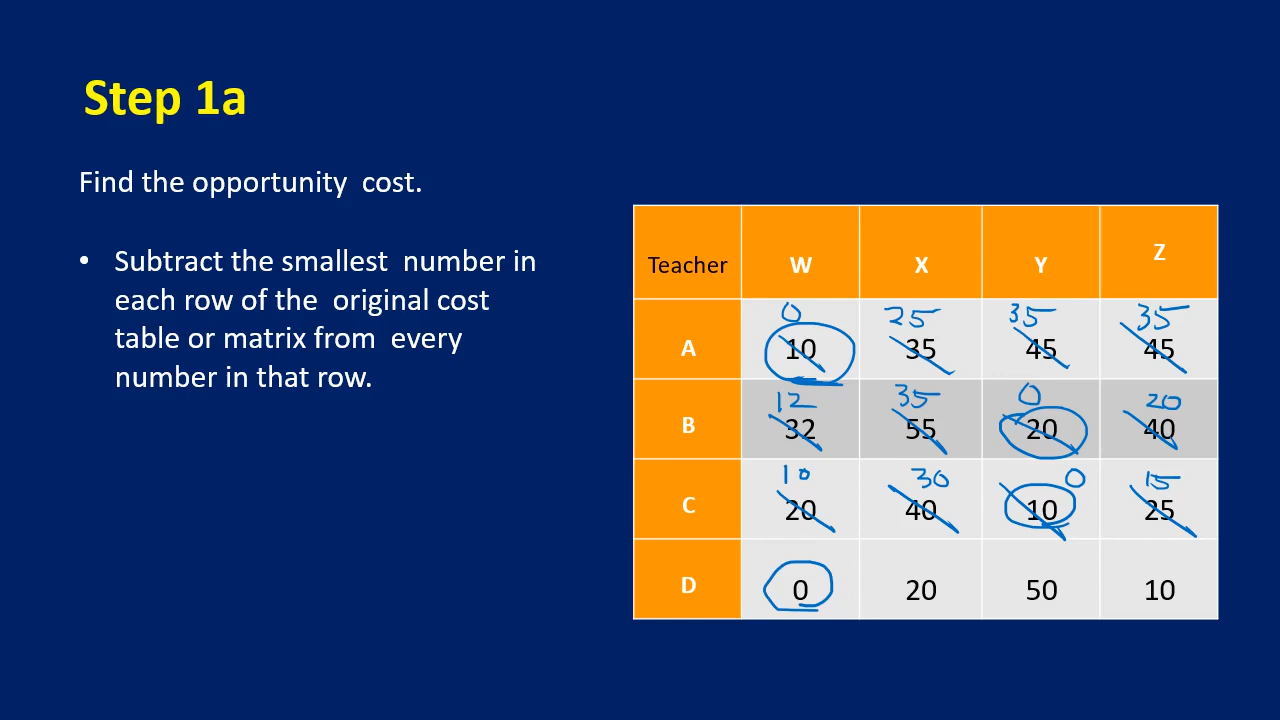 Step 1a
Find the opportunity cost.
• Subtract the smallest number in
each row of the original cost
table or matrix from every
number in that row.
Teacher W X Y Z
0 25 35 35
A 10 35 45 45
12 35 0 20
B 32 55 20 40
10 30 0 15
C 20 40 10 25
D 0 20 50 10